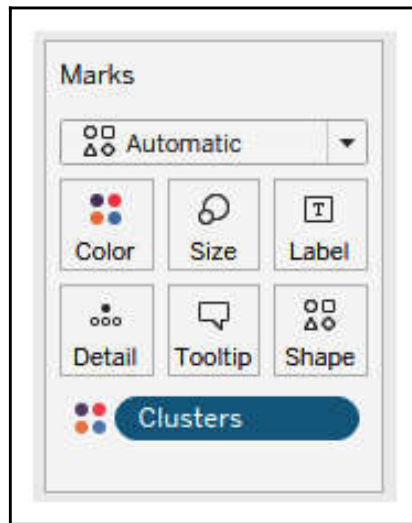 Marks
Automatic
Color Size Label
T
Detail Tooltip Shape
Clusters